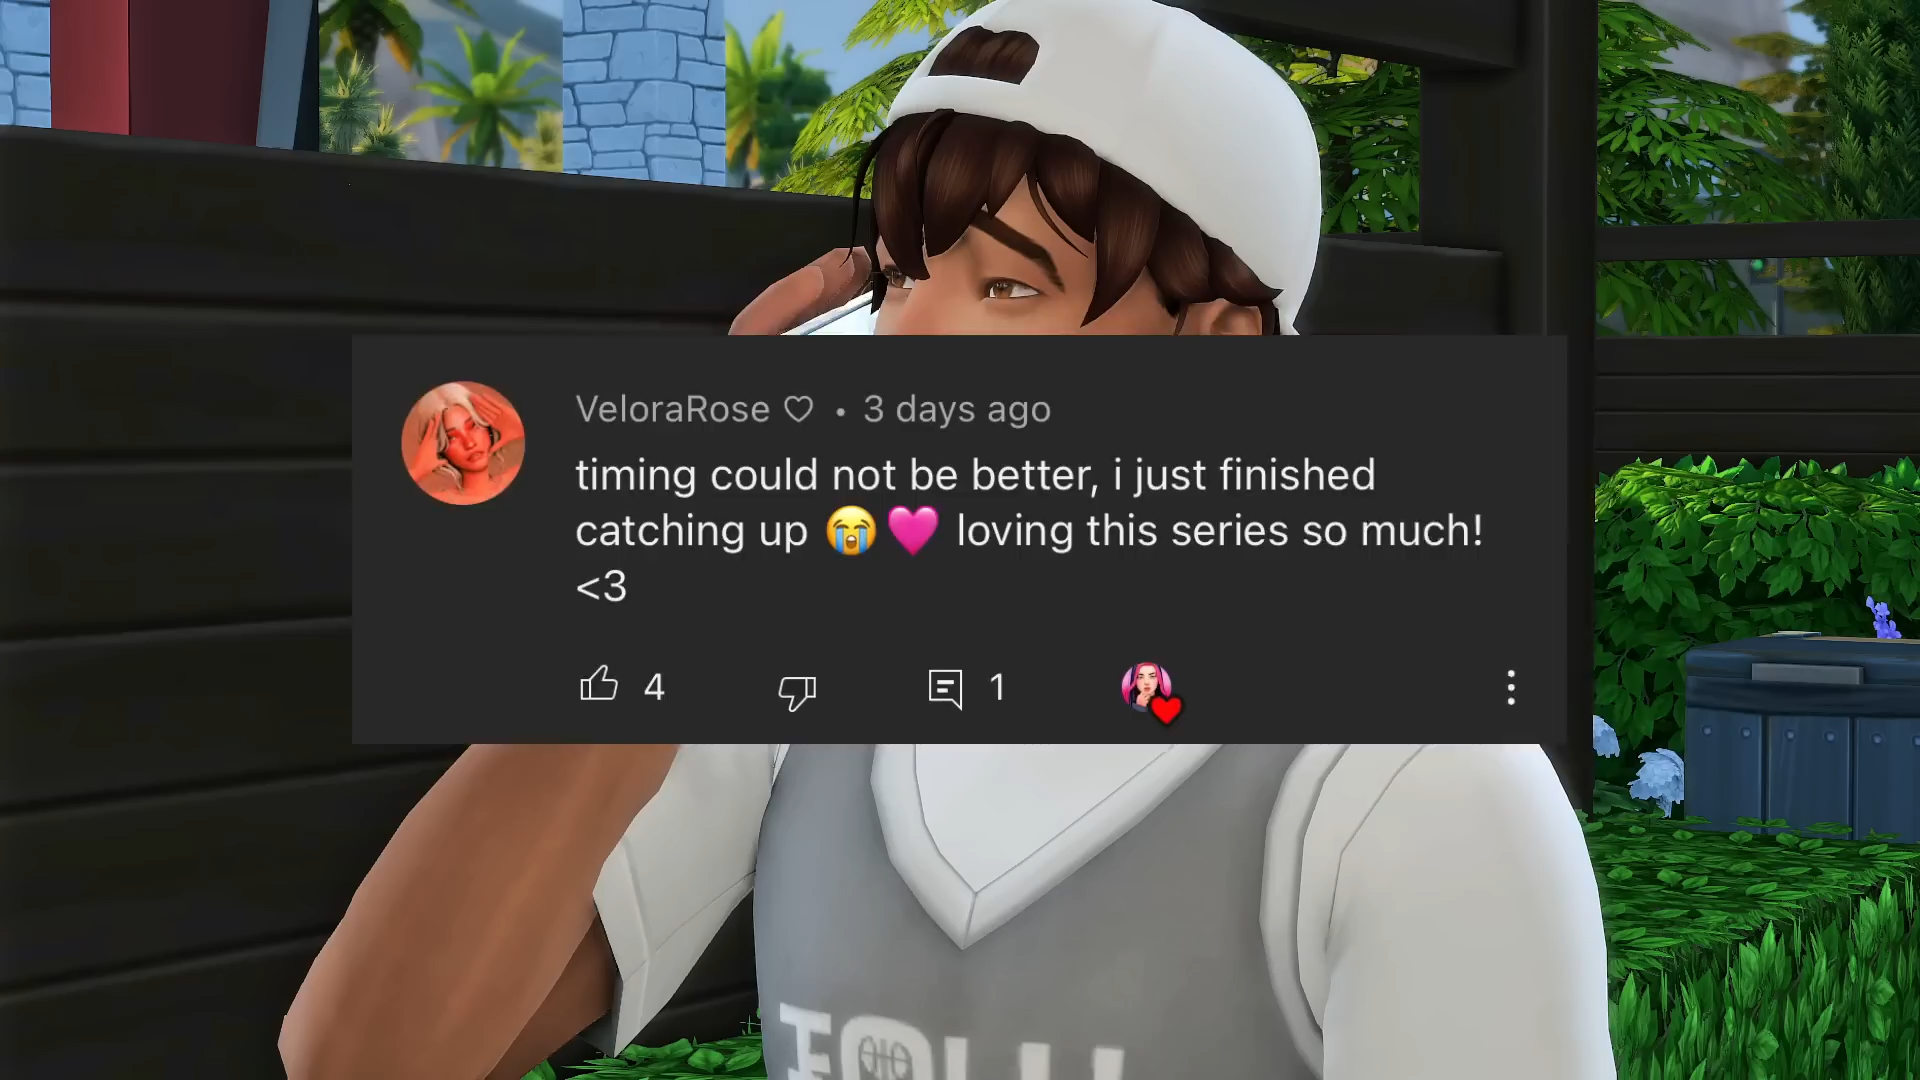 VeloraRose ♡ • 3 days ago
timing could not be better, i just finished
catching up 😭💗 loving this series so much!
<3
4
1